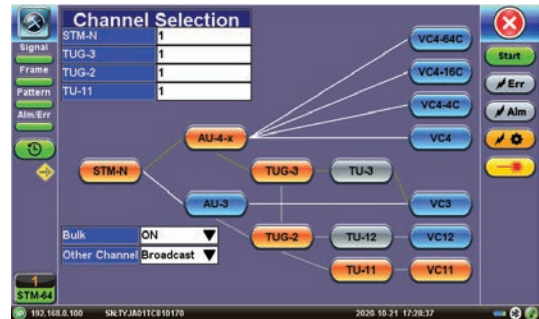 Channel Selection
STM-N 1
TUG-3 1
TUG-2 1
TU-11 1
Signal
Frame
Pattern
Alm/Err
1
STM-64
VC4-64C
VC4-16C
VC4-4C
AU-4-x
VC4
STM-N
TUG-3
TU-3
AU-3
VC3
Bulk ON
Other Channel Broadcast
TUG-2
TU-12
VC12
TU-11
VC11
Start
Err
Alm
192.168.0.100 SN:TYJA01TC810170 2020-10-21 17:28:37